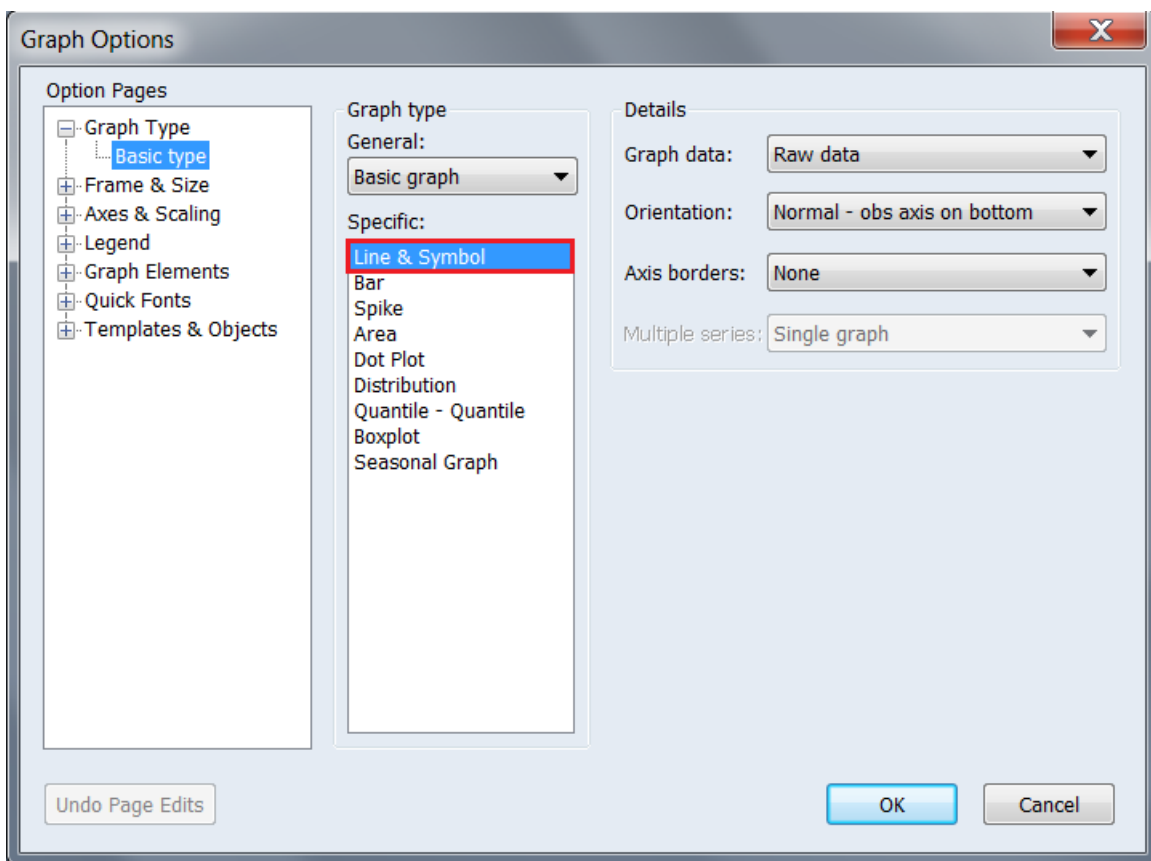 Graph Options
X
Option Pages
Graph Type
Basic type
Frame & Size
Axes & Scaling
Legend
Graph Elements
Quick Fonts
Templates & Objects
Graph type
General:
Basic graph
Specific:
Line & Symbol
Bar
Spike
Area
Dot Plot
Distribution
Quantile - Quantile
Boxplot
Seasonal Graph
Details
Graph data: Raw data
Orientation: Normal - obs axis on bottom
Axis borders: None
Multiple series: Single graph
Undo Page Edits
OK
Cancel